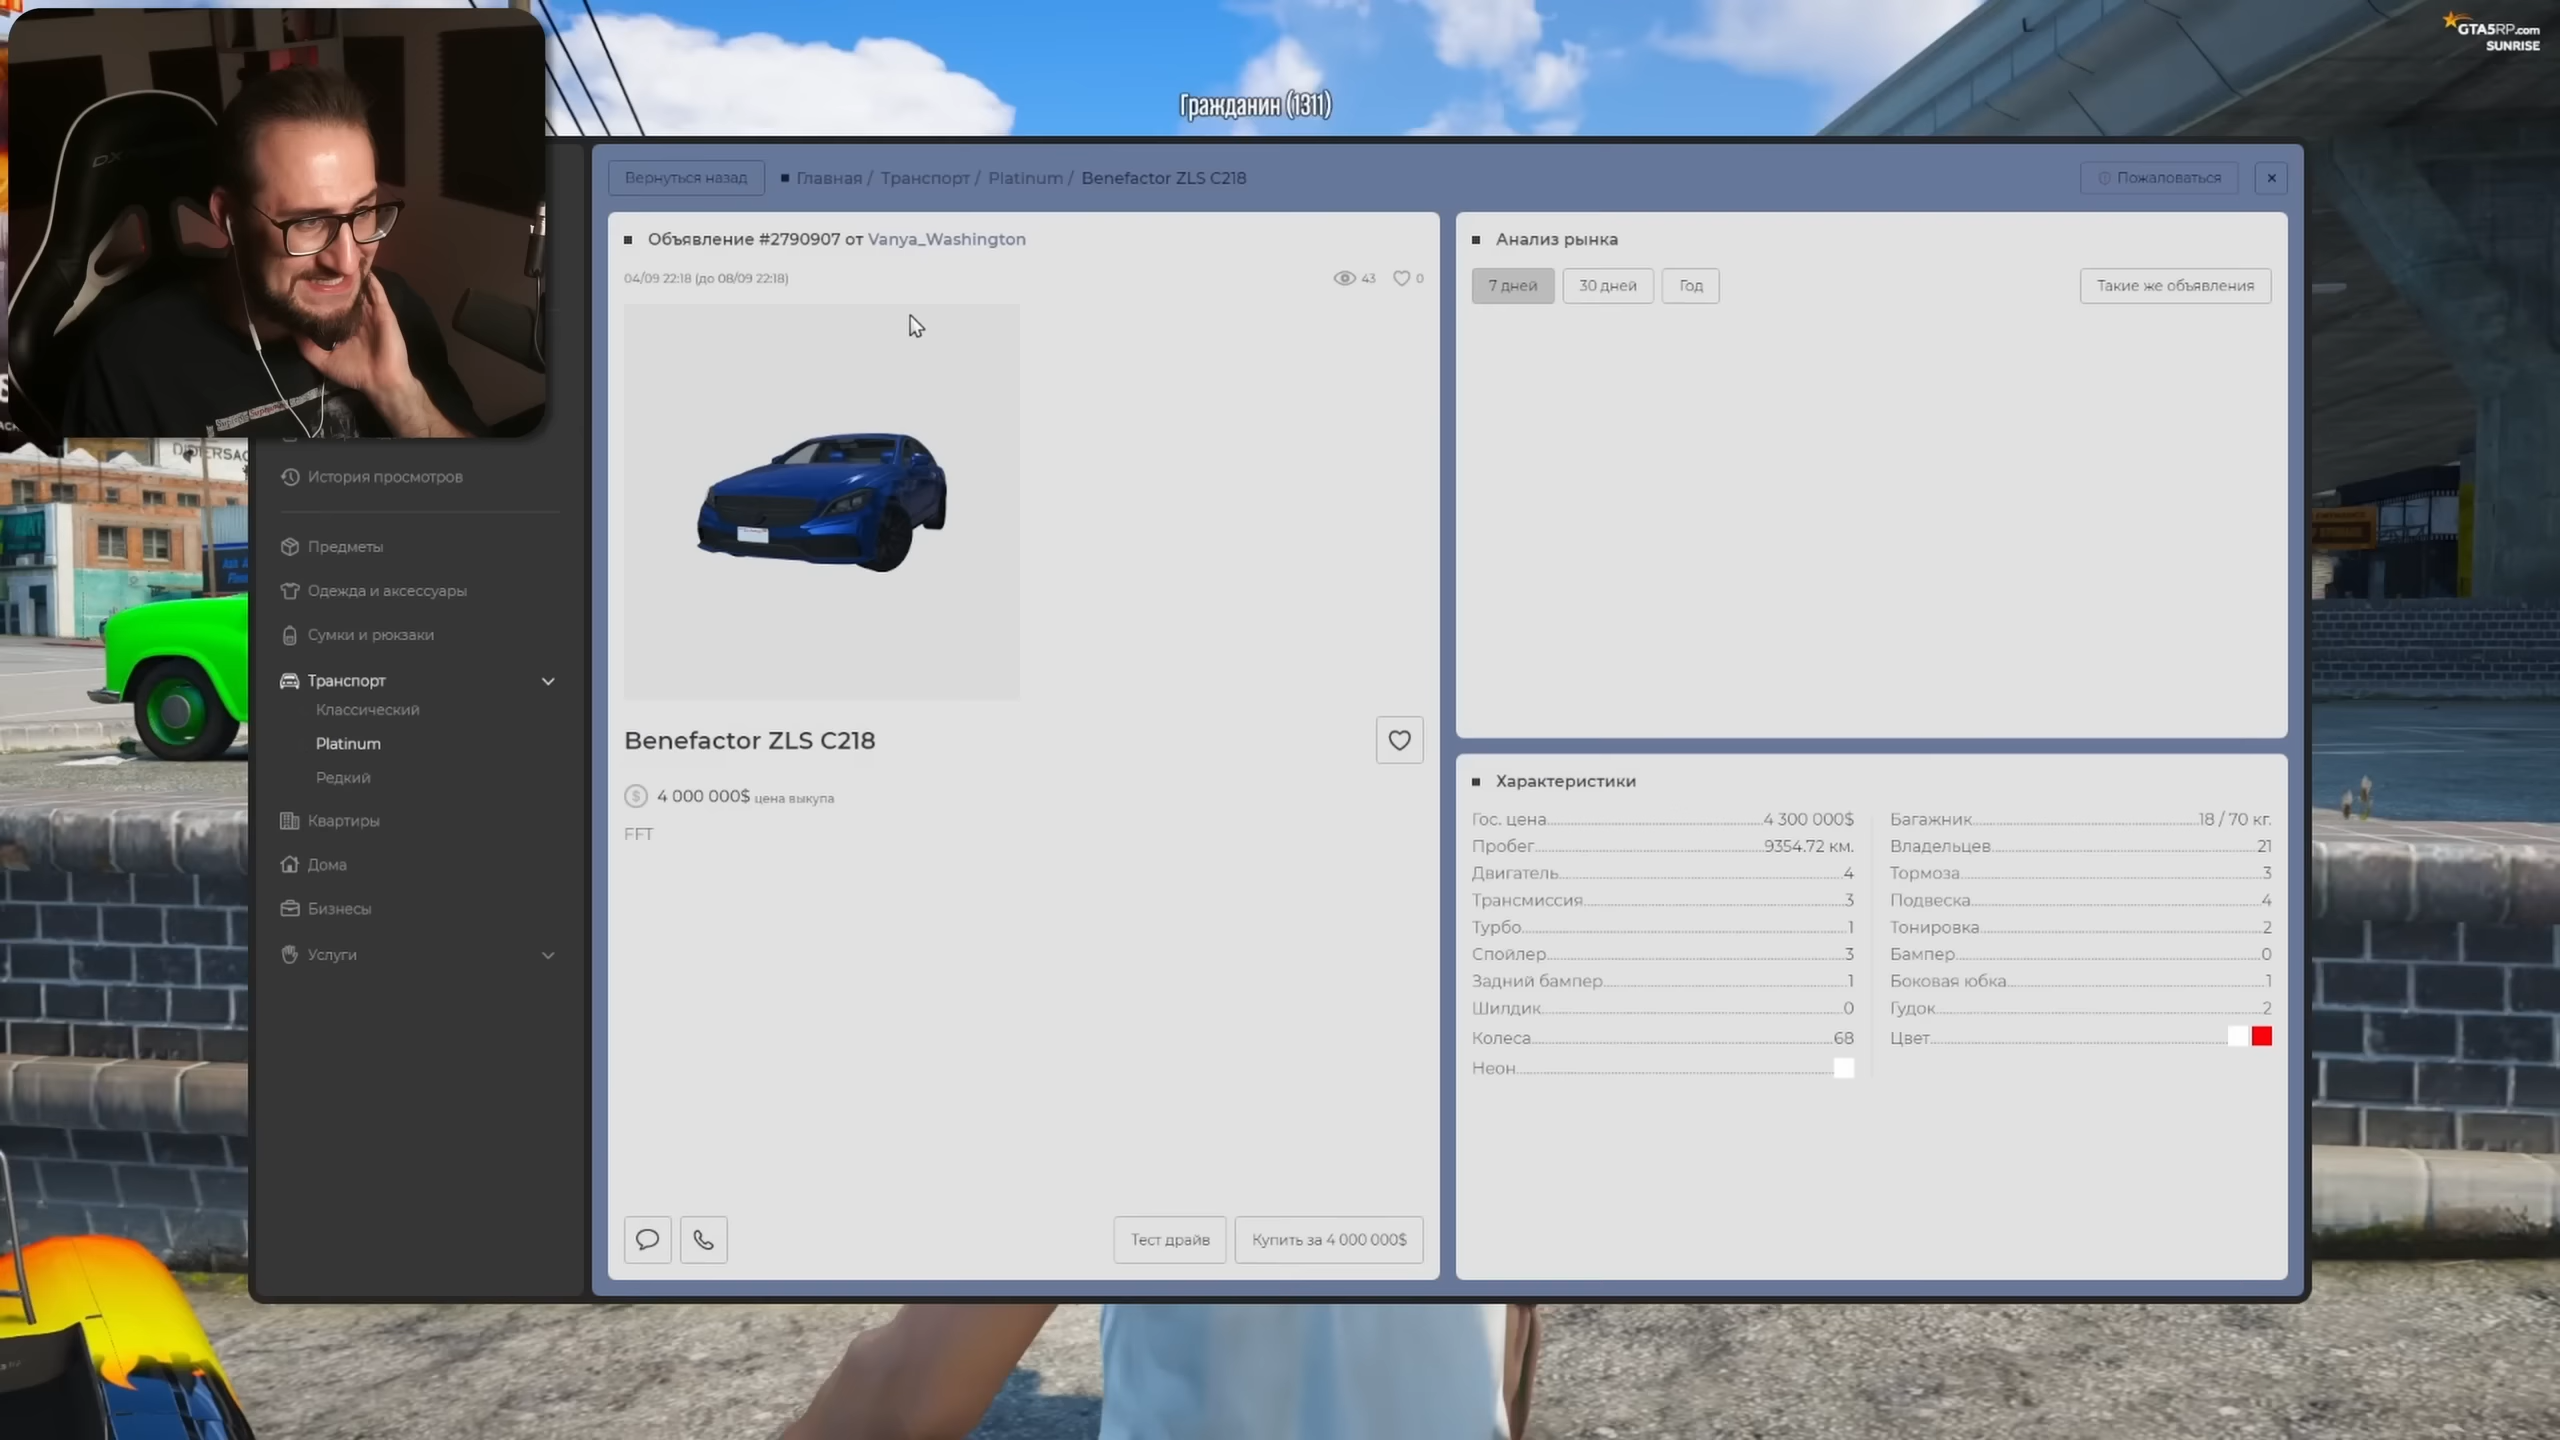 GTA5RP.com
SUNRISE
Гражданин (1311)
Вернуться назад
Главная / Транспорт / Platinum / Benefactor ZLS C218
Пожаловаться
Объявление #2790907 от Vanya_Washington
04/09 22:18 (до 08/09 22:18)
43
0
Benefactor ZLS C218
4 000 000$ цена выкупа
FFT
Тест драйв
Купить за 4 000 000$
Анализ рынка
7 дней
30 дней
Год
Такие же объявления
Характеристики
Гос. цена 4 300 000$
Пробег 9354.72 км.
Двигатель 4
Трансмиссия 3
Турбо 1
Спойлер 3
Задний бампер 1
Шилдик 0
Колеса 68
Неон
Багажник 18 / 70 кг.
Владельцев 21
Тормоза 3
Подвеска 4
Тонировка 2
Бампер 0
Боковая юбка 1
Гудок 2
Цвет
История просмотров
Предметы
Одежда и аксессуары
Сумки и рюкзаки
Транспорт
Классический
Platinum
Редкий
Квартиры
Дома
Бизнесы
Услуги